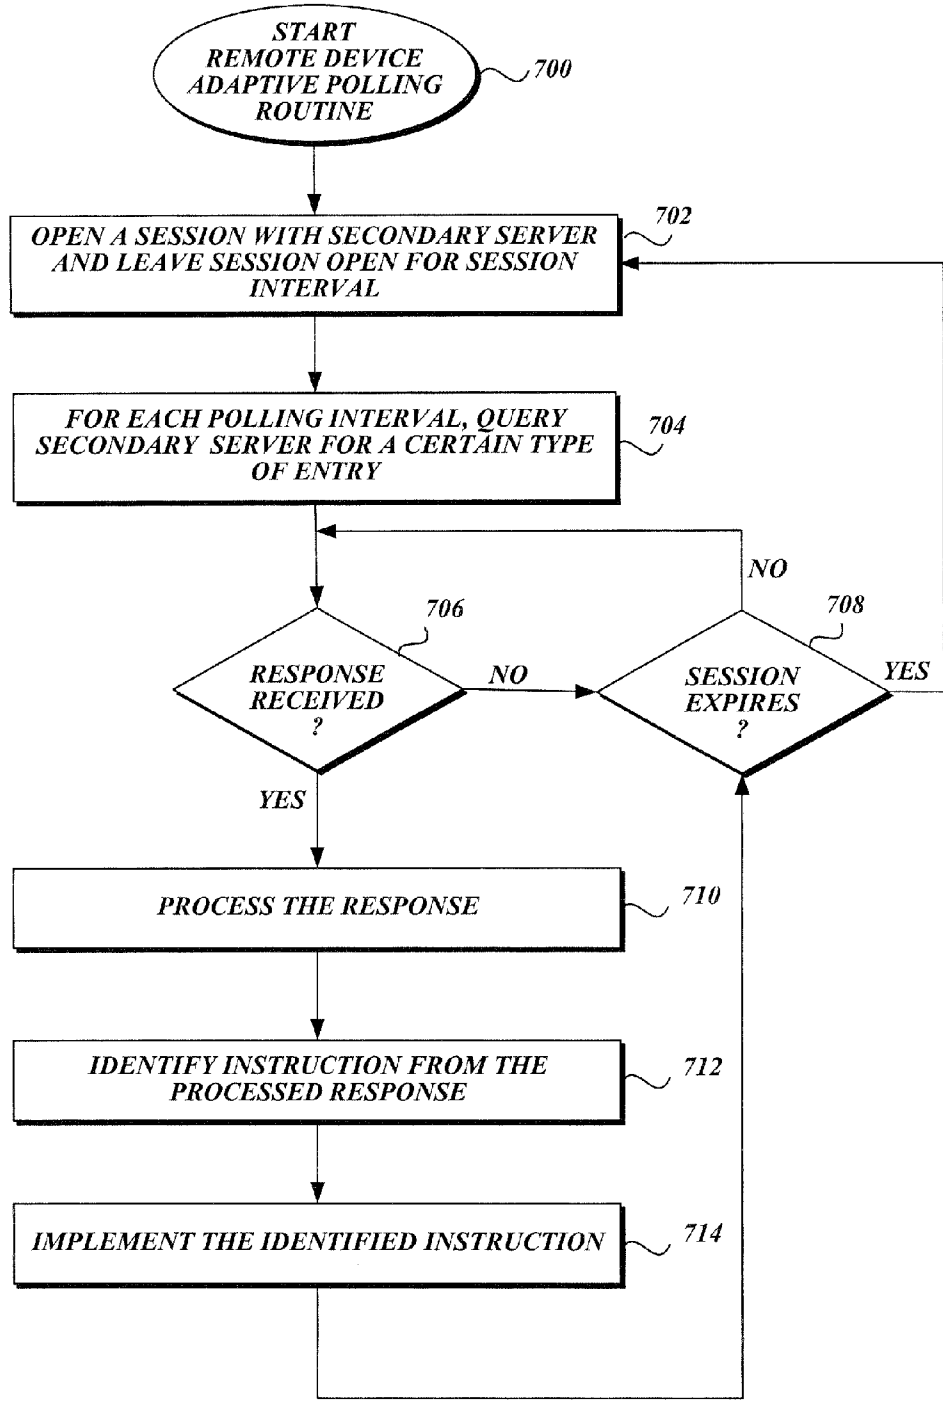 START
REMOTE DEVICE
ADAPTIVE POLLING
ROUTINE
700
702
OPEN A SESSION WITH SECONDARY SERVER
AND LEAVE SESSION OPEN FOR SESSION
INTERVAL
FOR EACH POLLING INTERVAL, QUERY
SECONDARY SERVER FOR A CERTAIN TYPE
OF ENTRY
704
NO
706
708
RESPONSE
RECEIVED
?
NO
SESSION
EXPIRES
?
YES
YES
PROCESS THE RESPONSE
710
IDENTIFY INSTRUCTION FROM THE
PROCESSED RESPONSE
712
IMPLEMENT THE IDENTIFIED INSTRUCTION
714